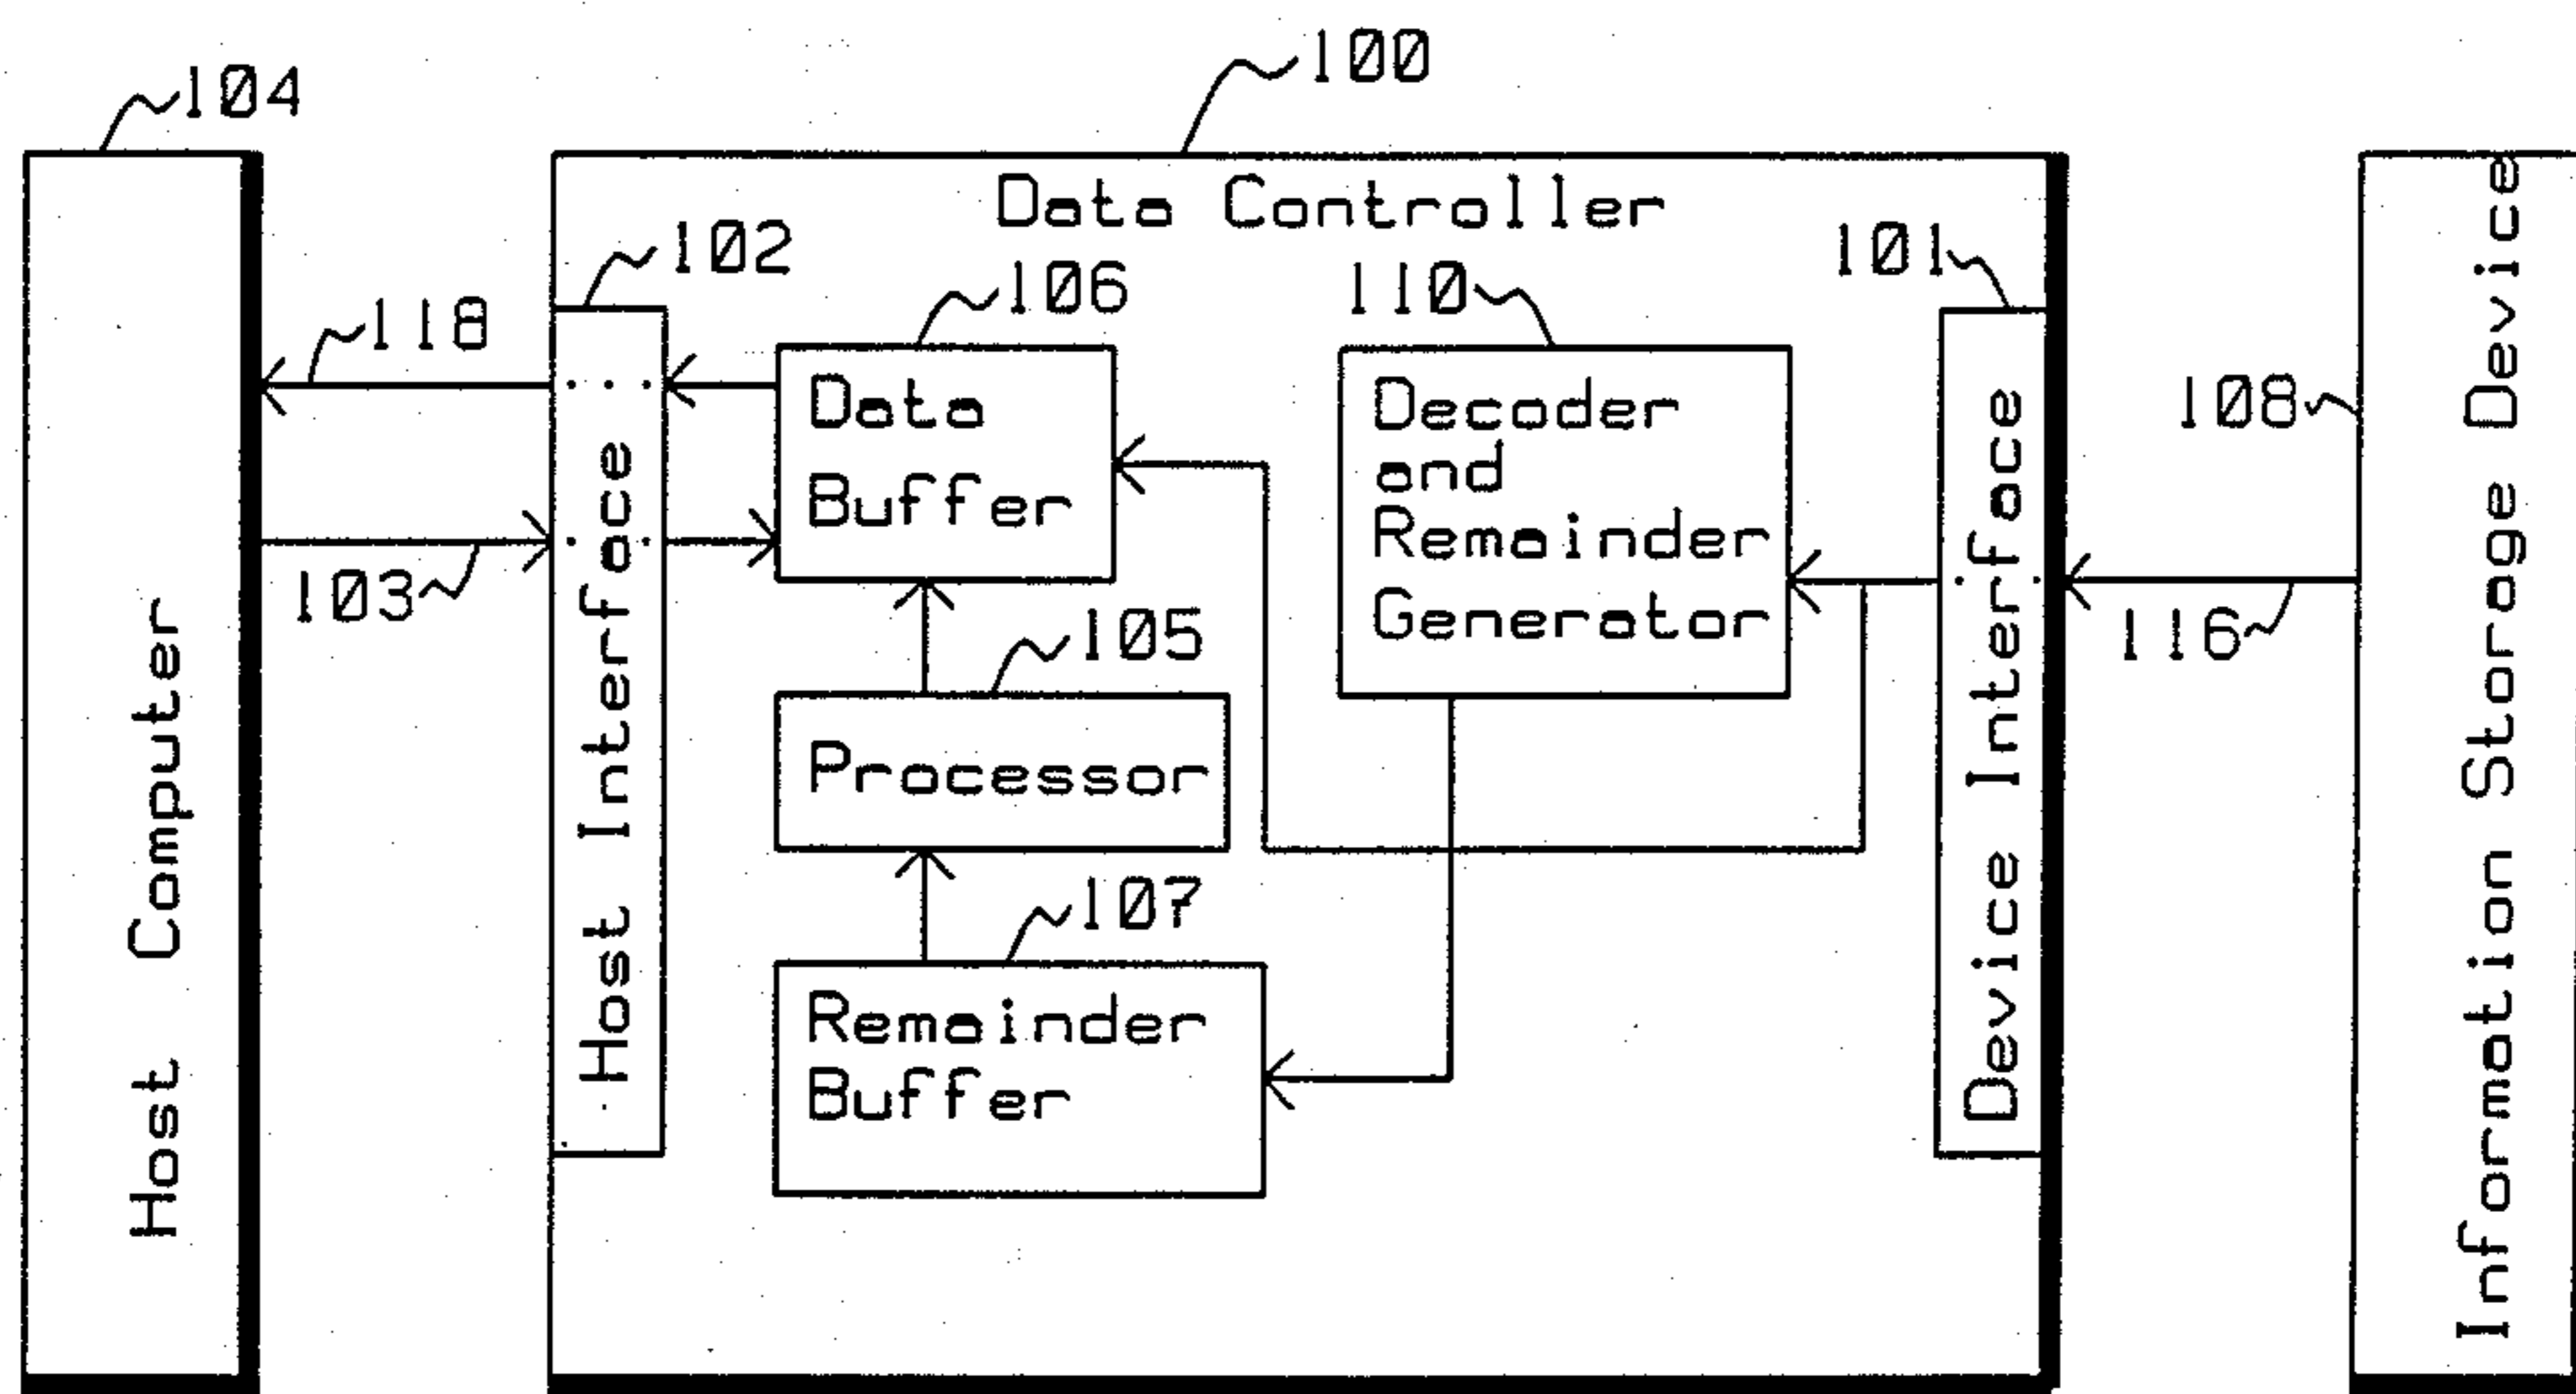 100
104
Data Controller
102
101
106
110
118
Data
Buffer
Decoder
and
Remainder
Generator
108
103
116
105
Processor
107
Remainder
Buffer
Host Computer
Host Interface
Device Interface
Information Storage Device